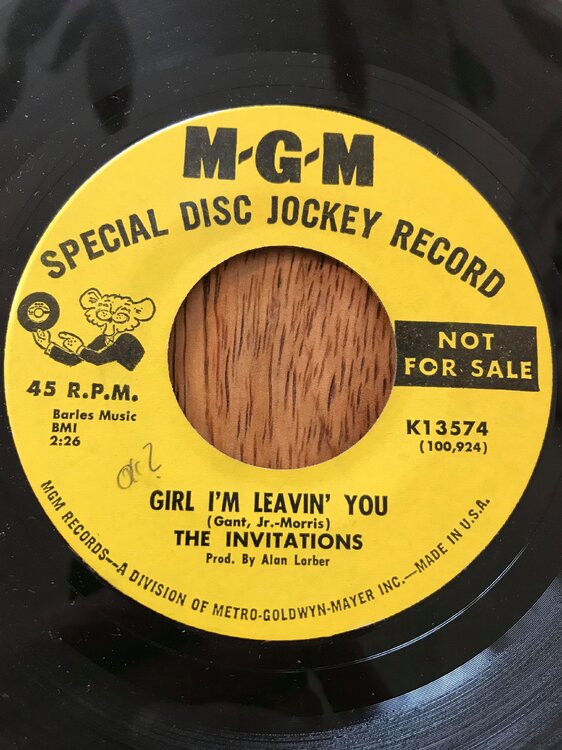 M-G-M
SPECIAL DISC JOCKEY RECORD
NOT
FOR SALE
45 R.P.M.
Barles Music
BMI
2:26
K13574
(100,924)
GIRL I'M LEAVIN' YOU
(Gant, Jr.-Morris)
THE INVITATIONS
Prod. By Alan Lorber
MGM RECORDS—A DIVISION OF METRO-GOLDWYN-MAYER INC.—MADE IN U.S.A.